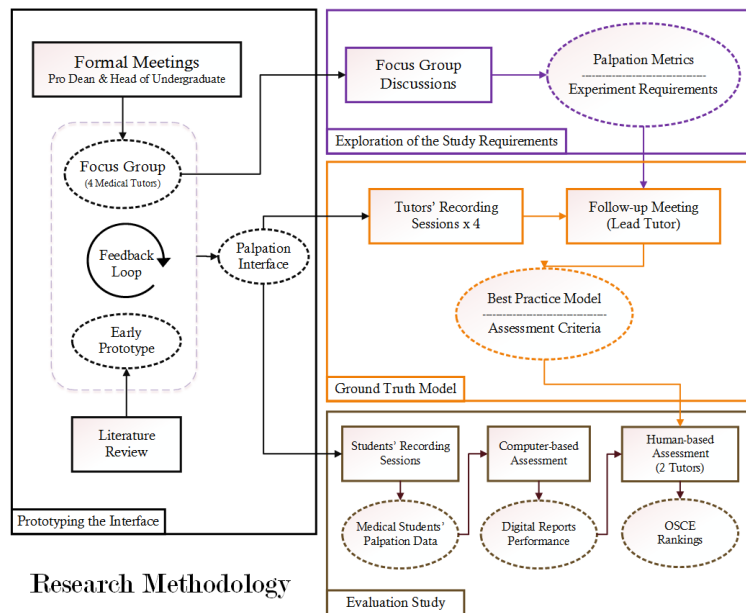 Formal Meetings
Pro Dean & Head of Undergraduate
Focus Group
(4 Medical Tutors)
Feedback
Loop
Early
Prototype
Literature
Review
Palpation
Interface
Prototyping the Interface
Focus Group
Discussions
Palpation Metrics
Experiment Requirements
Exploration of the Study Requirements
Tutors' Recording
Sessions x 4
Follow-up Meeting
(Lead Tutor)
Best Practice Model
Assessment Criteria
Ground Truth Model
Students' Recording
Sessions
Computer-based
Assessment
Human-based
Assessment
(2 Tutors)
Medical Students'
Palpation Data
Digital Reports
Performance
OSCE
Rankings
Evaluation Study
Research Methodology